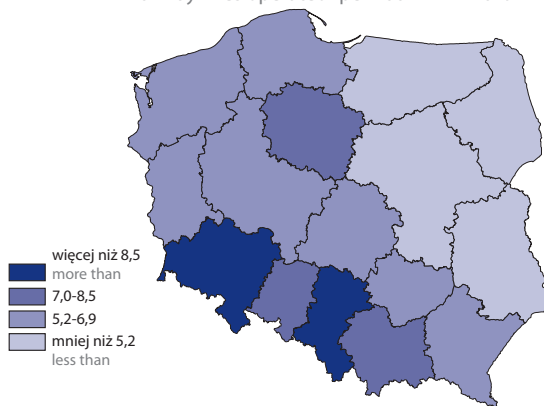 więcej niż 8,5
more than
7,0-8,5
5,2-6,9
mniej niż 5,2
less than